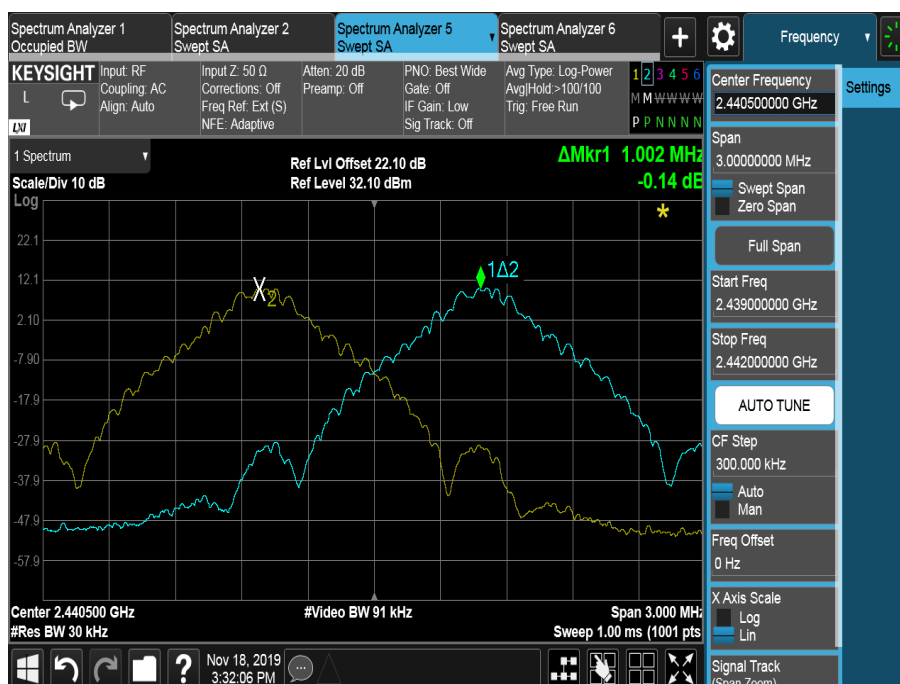 Spectrum Analyzer 1
Occupied BW
Spectrum Analyzer 2
Swept SA
Spectrum Analyzer 5
Swept SA
Spectrum Analyzer 6
Swept SA
+
Frequency
KEYSIGHT
L
LXI
Input: RF
Coupling: AC
Align: Auto
Input Z: 50 Ω
Corrections: Off
Freq Ref: Ext (S)
NFE: Adaptive
Atten: 20 dB
Preamp: Off
PNO: Best Wide
Gate: Off
IF Gain: Low
Sig Track: Off
Avg Type: Log-Power
Avg|Hold:>100/100
Trig: Free Run
1 2 3 4 5 6
M M W W W W
P P N N N N
1 Spectrum
Scale/Div 10 dB
Log
Ref Lvl Offset 22.10 dB
Ref Level 32.10 dBm
ΔMkr1 1.002 MHz
-0.14 dB
*
22.1
12.1
2.10
-7.90
-17.9
-27.9
-37.9
-47.9
-57.9
X2
1Δ2
Center 2.440500 GHz
#Res BW 30 kHz
#Video BW 91 kHz
Span 3.000 MHz
Sweep 1.00 ms (1001 pts
Center Frequency
2.440500000 GHz
Span
3.00000000 MHz
Swept Span
Zero Span
Full Span
Start Freq
2.439000000 GHz
Stop Freq
2.442000000 GHz
AUTO TUNE
CF Step
300.000 kHz
Auto
Man
Freq Offset
0 Hz
X Axis Scale
Log
Lin
Signal Track
(Span Zoom)
Settings
?
Nov 18, 2019
3:32:06 PM